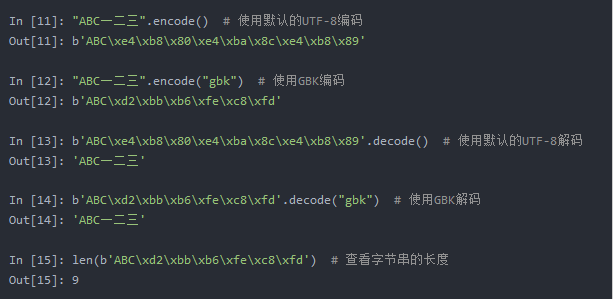 In [11]: "ABC一二三".encode()  # 使用默认的UTF-8编码
Out[11]: b'ABC\xe4\xb8\x80\xe4\xba\x8c\xe4\xb8\x89'
In [12]: "ABC一二三".encode("gbk")  # 使用GBK编码
Out[12]: b'ABC\xd2\xbb\xb6\xfe\xc8\xfd'
In [13]: b'ABC\xe4\xb8\x80\xe4\xba\x8c\xe4\xb8\x89'.decode()  # 使用默认的UTF-8解码
Out[13]: 'ABC一二三'
In [14]: b'ABC\xd2\xbb\xb6\xfe\xc8\xfd'.decode("gbk")  # 使用GBK解码
Out[14]: 'ABC一二三'
In [15]: len(b'ABC\xd2\xbb\xb6\xfe\xc8\xfd')  # 查看字节串的长度
Out[15]: 9